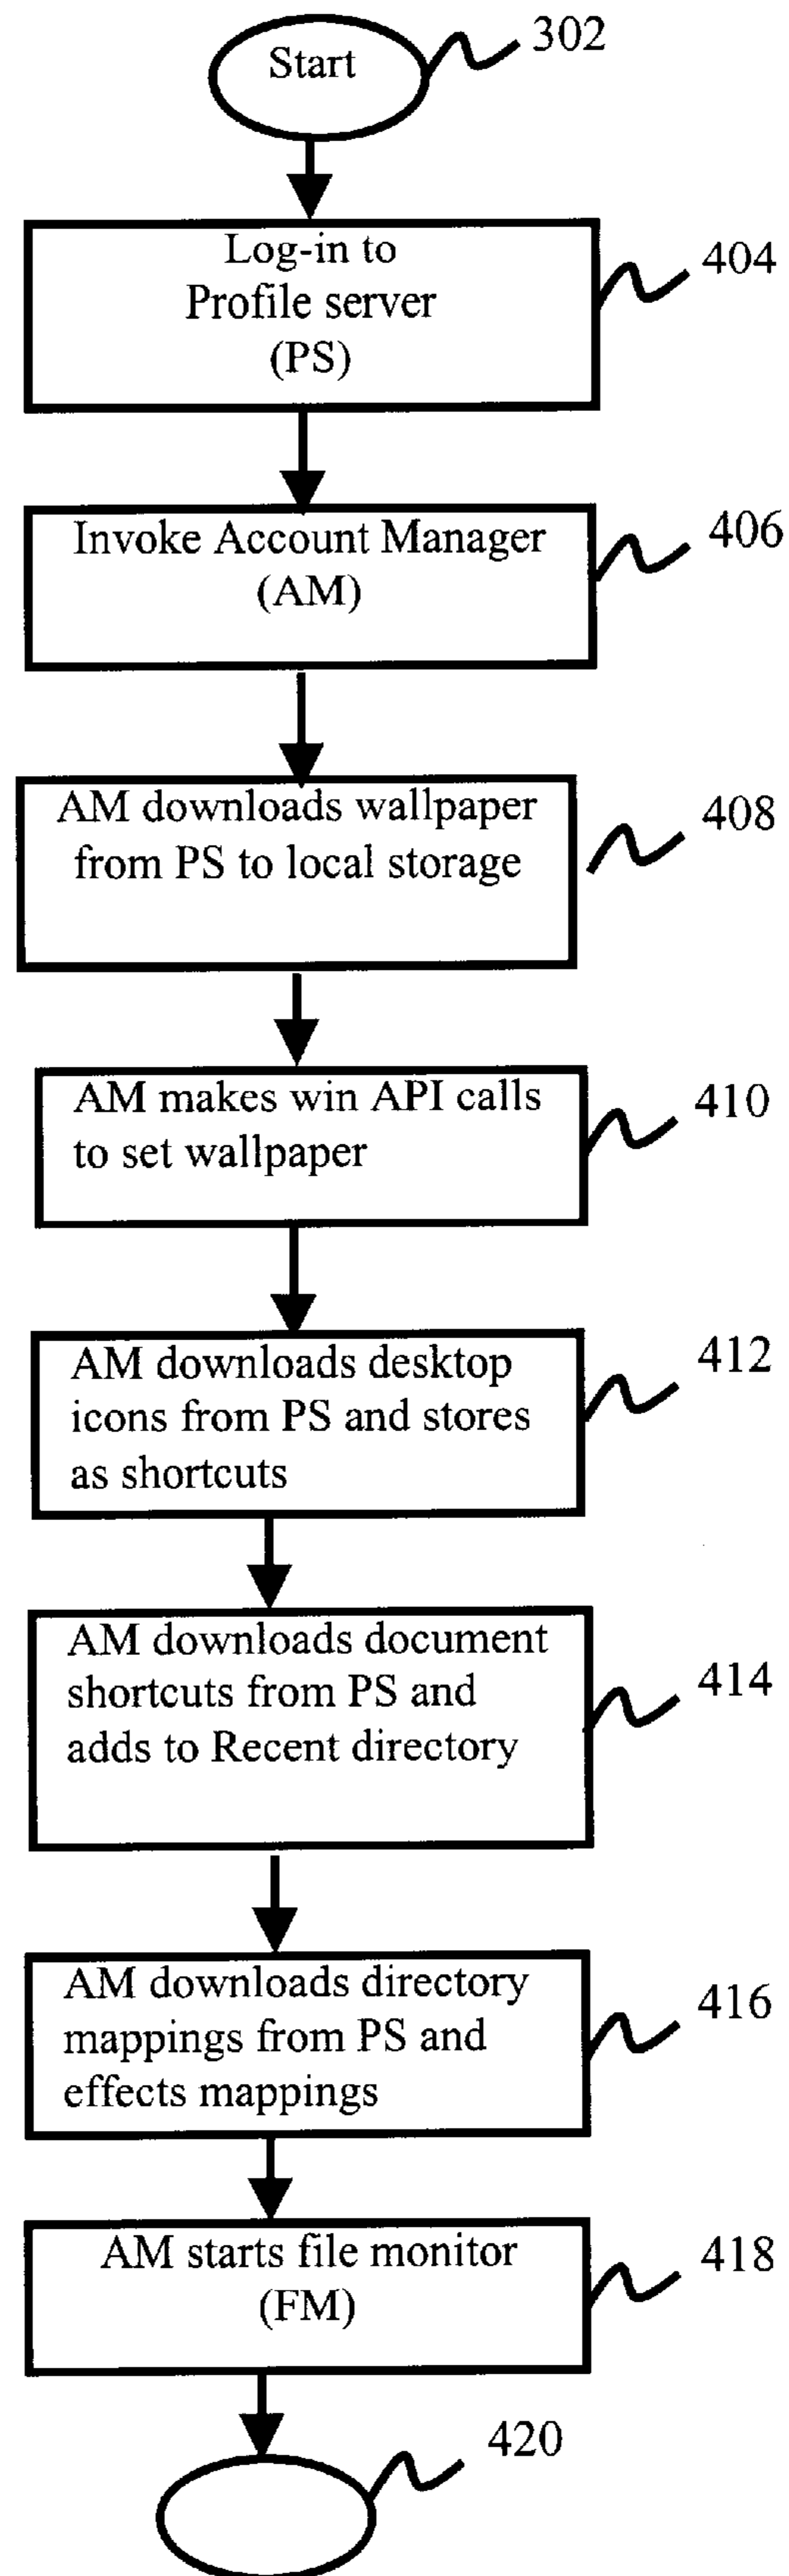 Start
302
Log-in to
Profile server
(PS)
404
Invoke Account Manager
(AM)
406
AM downloads wallpaper
from PS to local storage
408
AM makes win API calls
to set wallpaper
410
AM downloads desktop
icons from PS and stores
as shortcuts
412
AM downloads document
shortcuts from PS and
adds to Recent directory
414
AM downloads directory
mappings from PS and
effects mappings
416
AM starts file monitor
(FM)
418
420